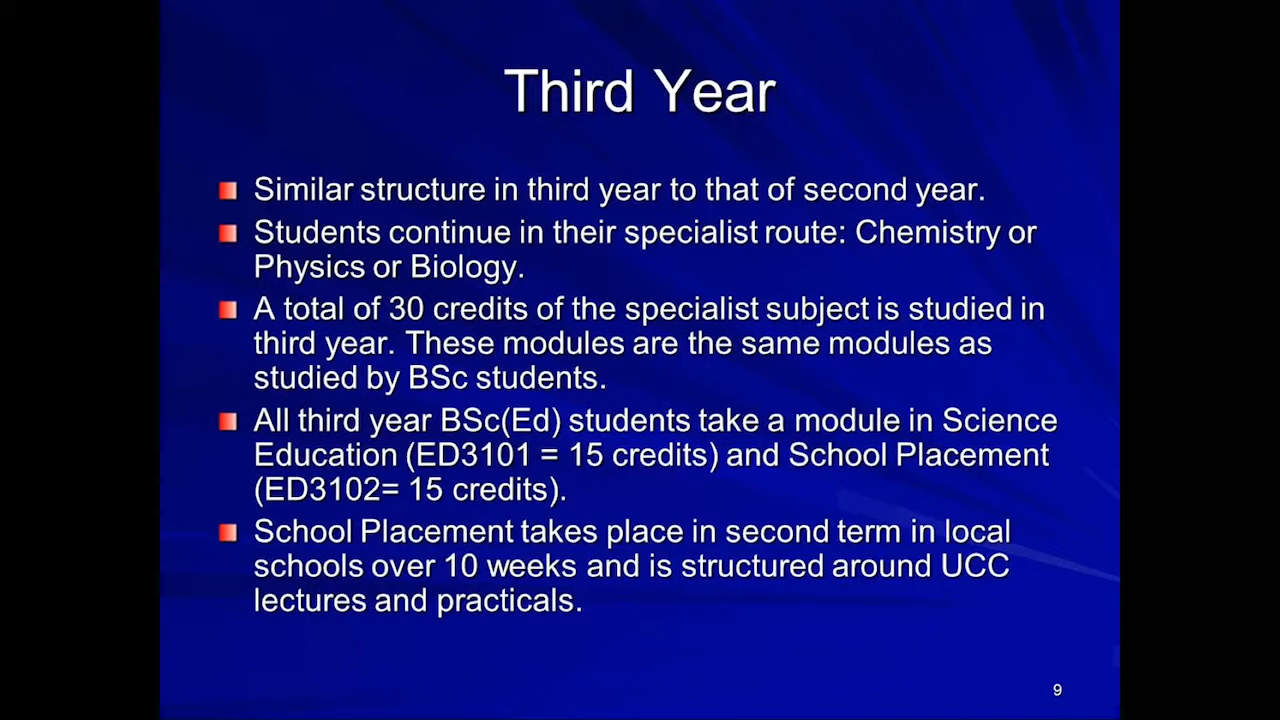 Third Year
Similar structure in third year to that of second year.
Students continue in their specialist route: Chemistry or
Physics or Biology.
A total of 30 credits of the specialist subject is studied in
third year. These modules are the same modules as
studied by BSc students.
All third year BSc(Ed) students take a module in Science
Education (ED3101 = 15 credits) and School Placement
(ED3102= 15 credits).
School Placement takes place in second term in local
schools over 10 weeks and is structured around UCC
lectures and practicals.
9